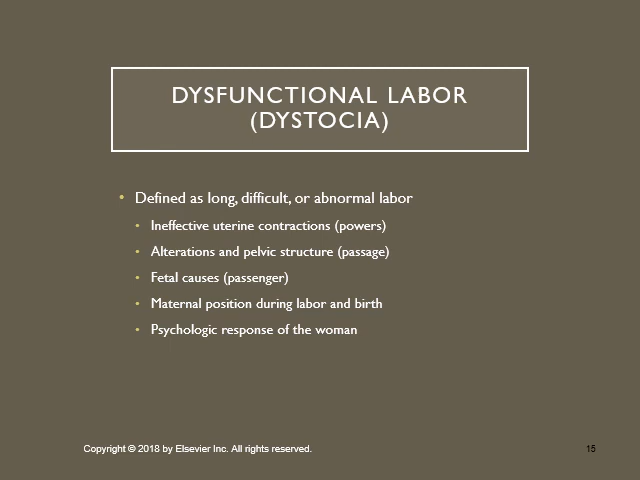 DYSFUNCTIONAL LABOR
(DYSTOCIA)
• Defined as long, difficult, or abnormal labor
• Ineffective uterine contractions (powers)
• Alterations and pelvic structure (passage)
• Fetal causes (passenger)
• Maternal position during labor and birth
• Psychologic response of the woman
Copyright © 2018 by Elsevier Inc. All rights reserved.
15